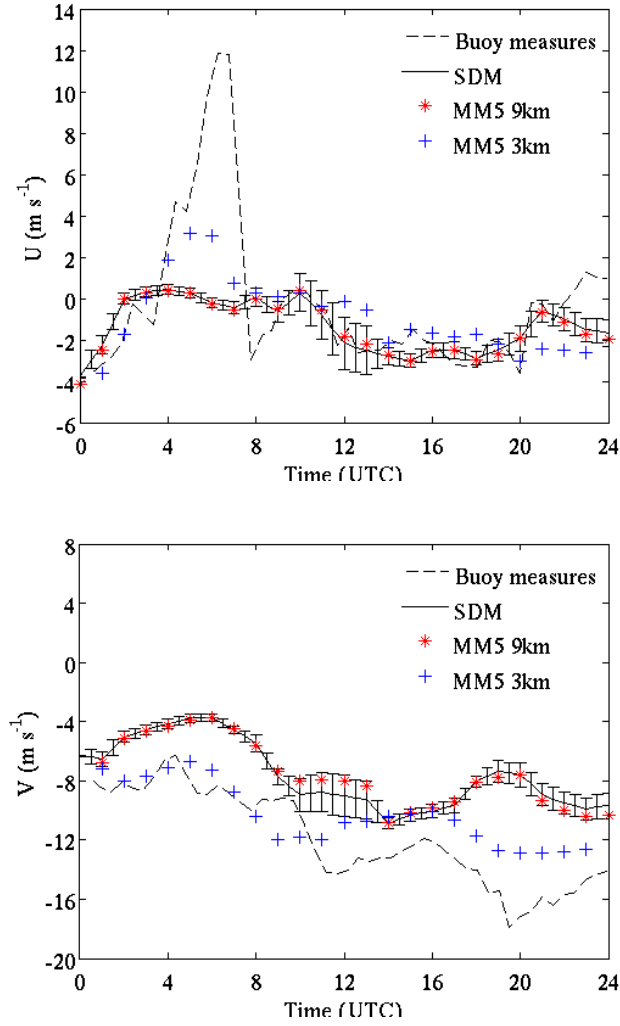 14
12
10
8
6
4
2
0
-2
-4
-6
U (m s-1)
Buoy measures
SDM
MM5 9km
MM5 3km
0 4 8 12 16 20 24
Time (UTC)
8
4
0
-4
-8
-12
-16
-20
V (m s-1)
Buoy measures
SDM
MM5 9km
MM5 3km
0 4 8 12 16 20 24
Time (UTC)